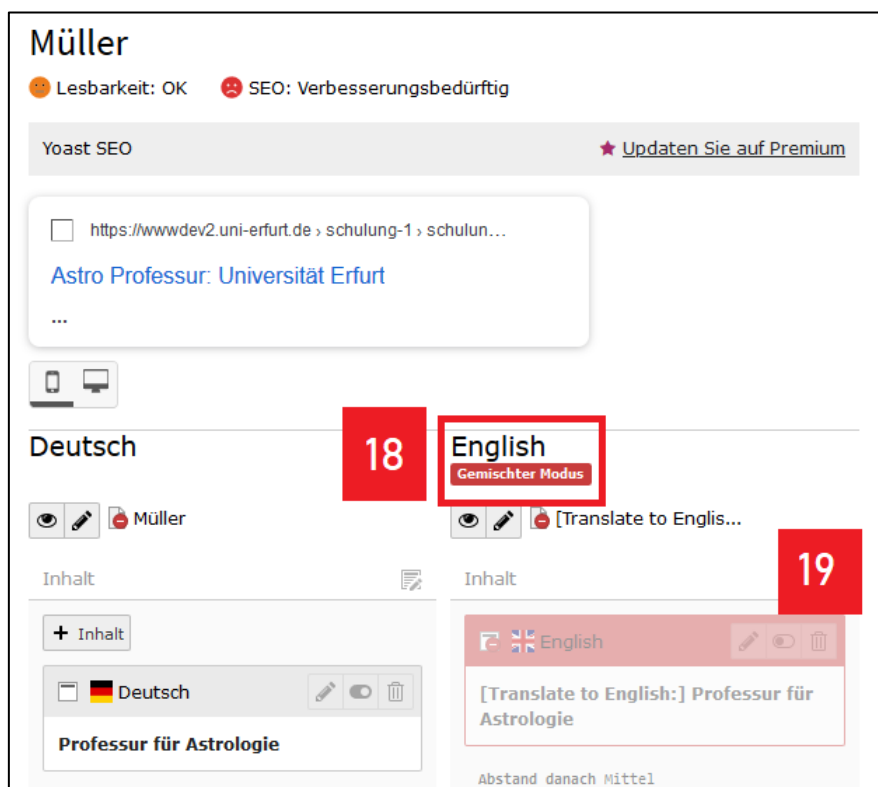 Müller
Lesbarkeit: OK SEO: Verbesserungsbedürftig
Yoast SEO Updaten Sie auf Premium
https://wwwdev2.uni-erfurt.de › schulung-1 › schulun...
Astro Professur: Universität Erfurt
...
Deutsch
18
English
Gemischter Modus
Müller
[Translate to Englis...
19
Inhalt
Inhalt
+ Inhalt
Deutsch
Professur für Astrologie
English
[Translate to English:] Professur für
Astrologie
Abstand danach Mittel